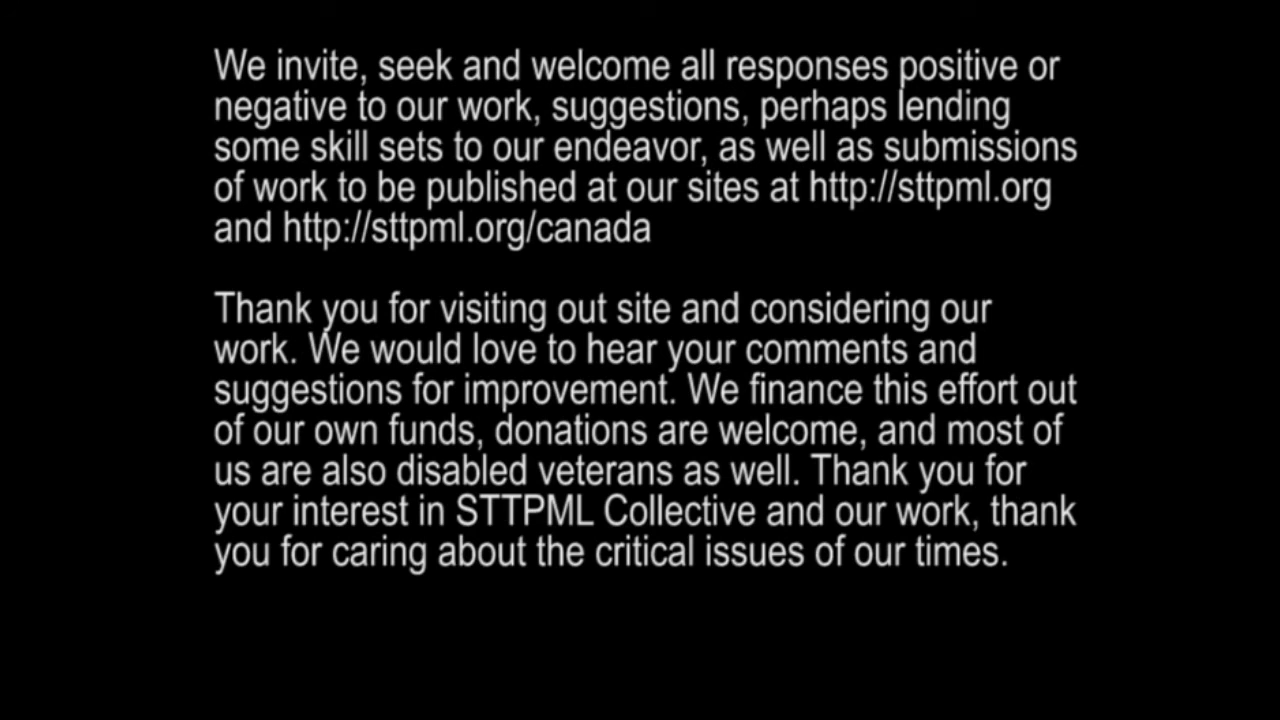 We invite, seek and welcome all responses positive or
negative to our work, suggestions, perhaps lending
some skill sets to our endeavor, as well as submissions
of work to be published at our sites at http://sttpml.org
and http://sttpml.org/canada
Thank you for visiting out site and considering our
work. We would love to hear your comments and
suggestions for improvement. We finance this effort out
of our own funds, donations are welcome, and most of
us are also disabled veterans as well. Thank you for
your interest in STTPML Collective and our work, thank
you for caring about the critical issues of our times.